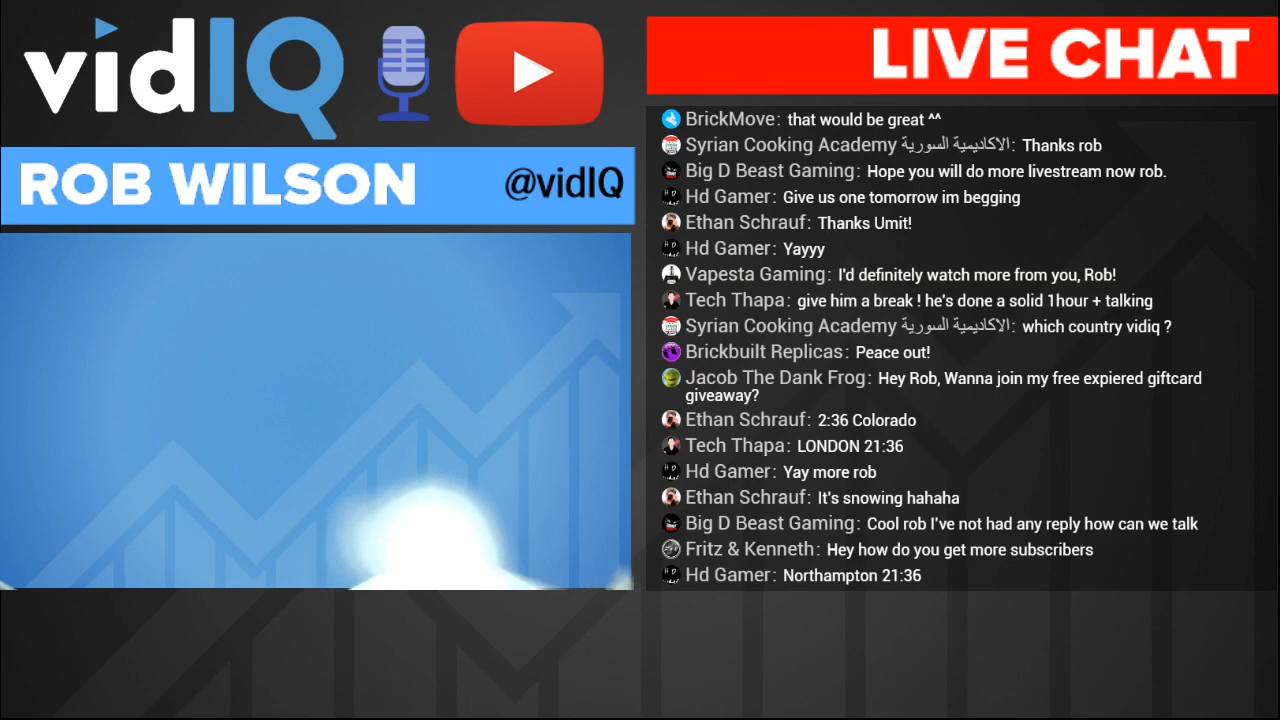 vidIQ
LIVE CHAT
ROB WILSON
@vidIQ
BrickMove: that would be great ^^
Syrian Cooking Academy الاكاديمية السورية: Thanks rob
Big D Beast Gaming: Hope you will do more livestream now rob.
Hd Gamer: Give us one tomorrow im begging
Ethan Schrauf: Thanks Umit!
Hd Gamer: Yayyy
Vapesta Gaming: I'd definitely watch more from you, Rob!
Tech Thapa: give him a break ! he's done a solid 1hour + talking
Syrian Cooking Academy الاكاديمية السورية: which country vidiq ?
Brickbuilt Replicas: Peace out!
Jacob The Dank Frog: Hey Rob, Wanna join my free expiered giftcard
giveaway?
Ethan Schrauf: 2:36 Colorado
Tech Thapa: LONDON 21:36
Hd Gamer: Yay more rob
Ethan Schrauf: It's snowing hahaha
Big D Beast Gaming: Cool rob I've not had any reply how can we talk
Fritz & Kenneth: Hey how do you get more subscribers
Hd Gamer: Northampton 21:36